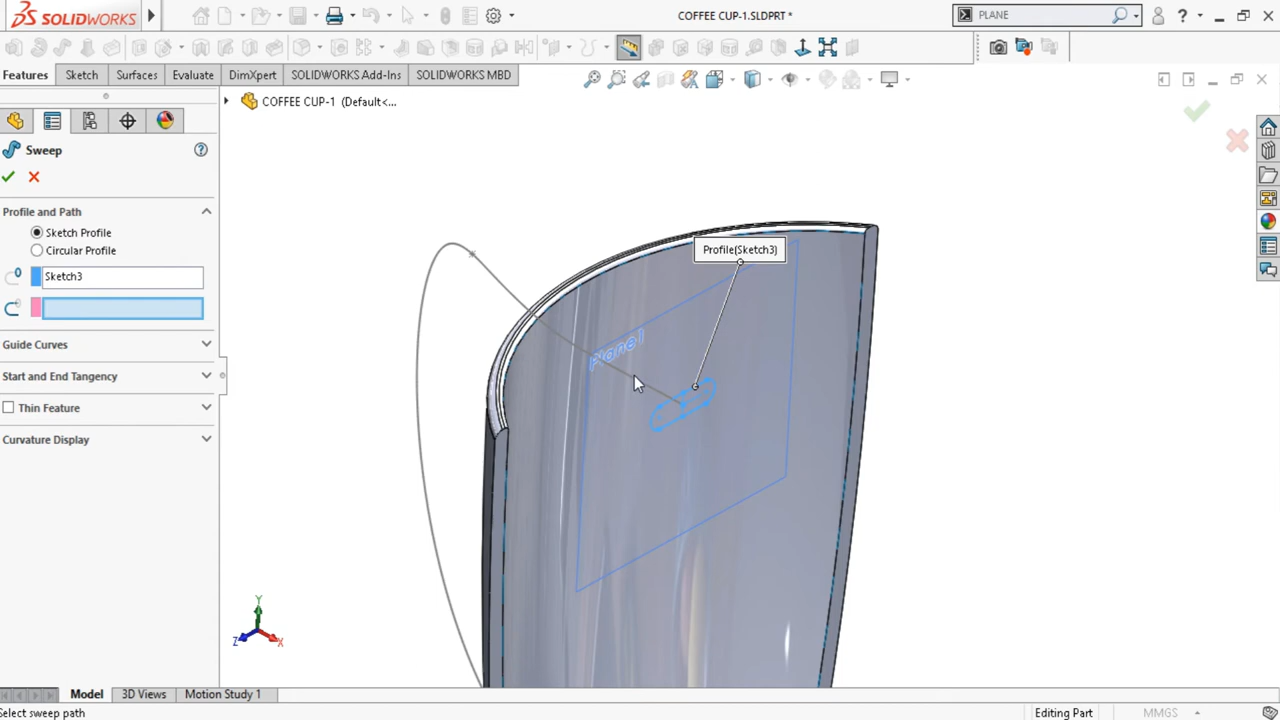 SOLIDWORKS
COFFEE CUP-1.SLDPRT *
PLANE
Features
Sketch
Surfaces
Evaluate
DimXpert
SOLIDWORKS Add-Ins
SOLIDWORKS MBD
COFFEE CUP-1 (Default<...
Sweep
Profile and Path
Sketch Profile
Circular Profile
Sketch3
Guide Curves
Start and End Tangency
Thin Feature
Curvature Display
Profile(Sketch3)
Plane1
Y
Z
X
Model
3D Views
Motion Study 1
Select sweep path
Editing Part
MMGS